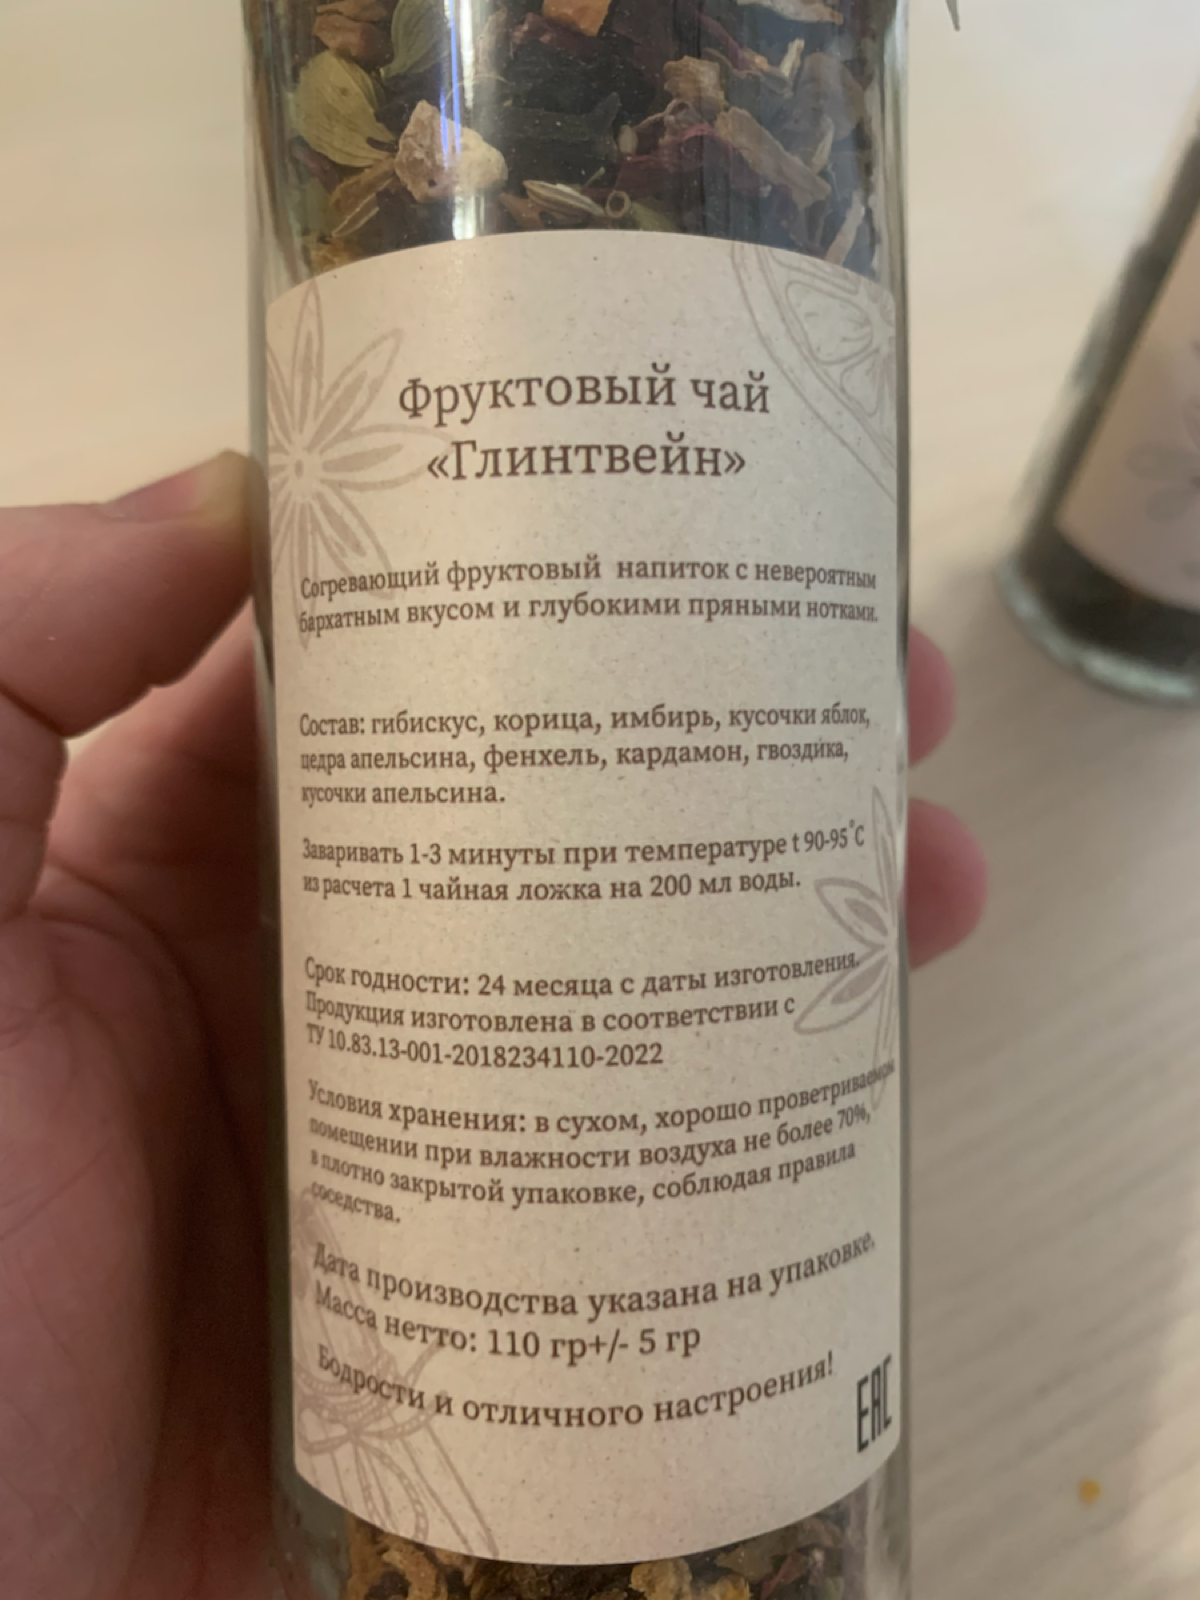 Фруктовый чай
«Глинтвейн»
Согревающий фруктовый напиток с невероятным
бархатным вкусом и глубокими пряными нотками.
Состав: гибискус, корица, имбирь, кусочки яблок,
цедра апельсина, фенхель, кардамон, гвоздика,
кусочки апельсина.
Заваривать 1-3 минуты при температуре t 90-95°C
из расчета 1 чайная ложка на 200 мл воды.
Срок годности: 24 месяца с даты изготовления.
Продукция изготовлена в соответствии с
ТУ 10.83.13-001-2018234110-2022
Условия хранения: в сухом, хорошо проветриваемом
помещении при влажности воздуха не более 70%,
в плотно закрытой упаковке, соблюдая правила
соседства.
Дата производства указана на упаковке.
Масса нетто: 110 гр+/- 5 гр
Бодрости и отличного настроения!
EAC